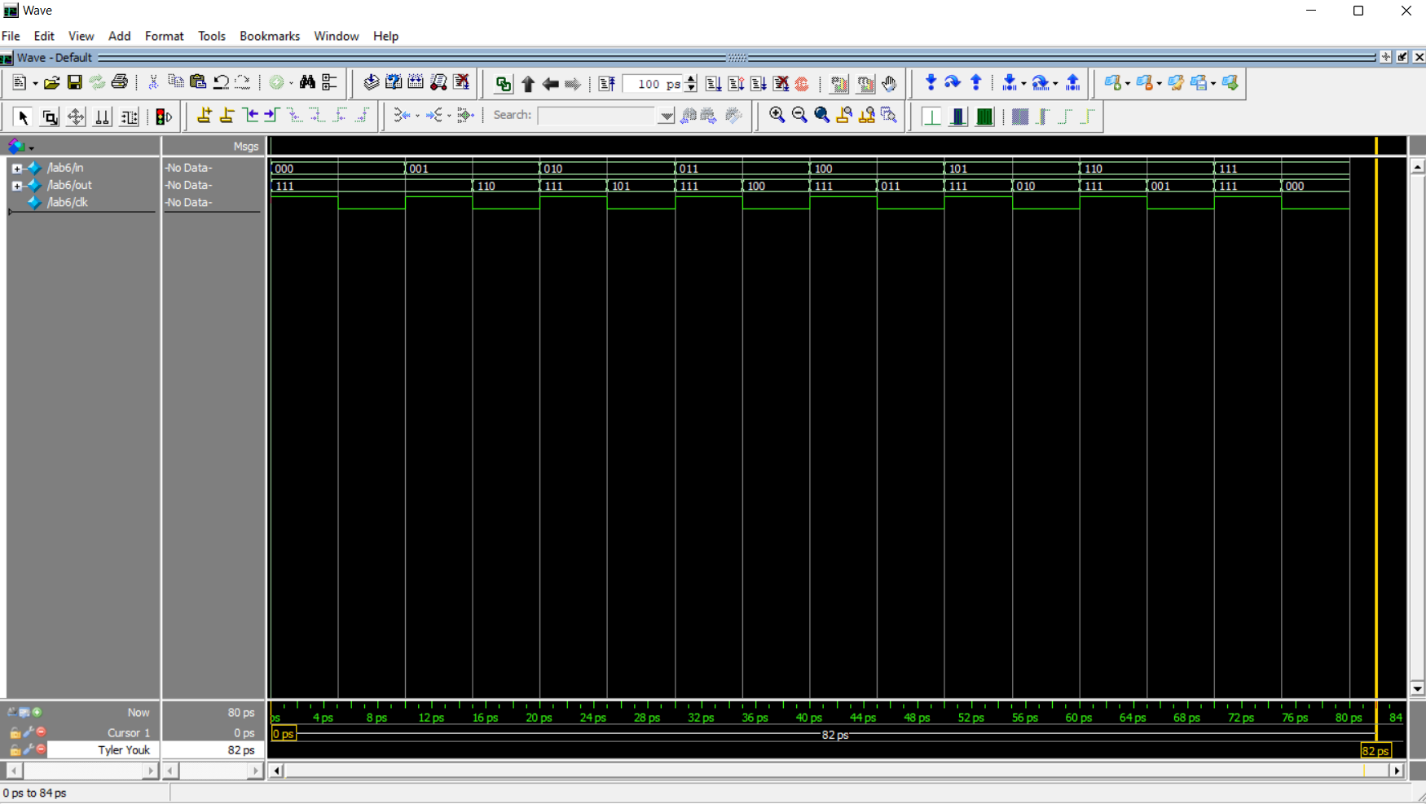 Wave
File Edit View Add Format Tools Bookmarks Window Help
Wave - Default
100 ps
Search:
Msgs
/lab6/in -No Data- 000 001 010 011 100 101 110 111
/lab6/out -No Data- 111 110 111 101 111 100 111 011 111 010 111 001 111 000
/lab6/clk -No Data-
Now 80 ps ps 4 ps 8 ps 12 ps 16 ps 20 ps 24 ps 28 ps 32 ps 36 ps 40 ps 44 ps 48 ps 52 ps 56 ps 60 ps 64 ps 68 ps 72 ps 76 ps 80 ps 84
Cursor 1 0 ps 0 ps 82 ps
Tyler Youk 82 ps 82 ps
0 ps to 84 ps